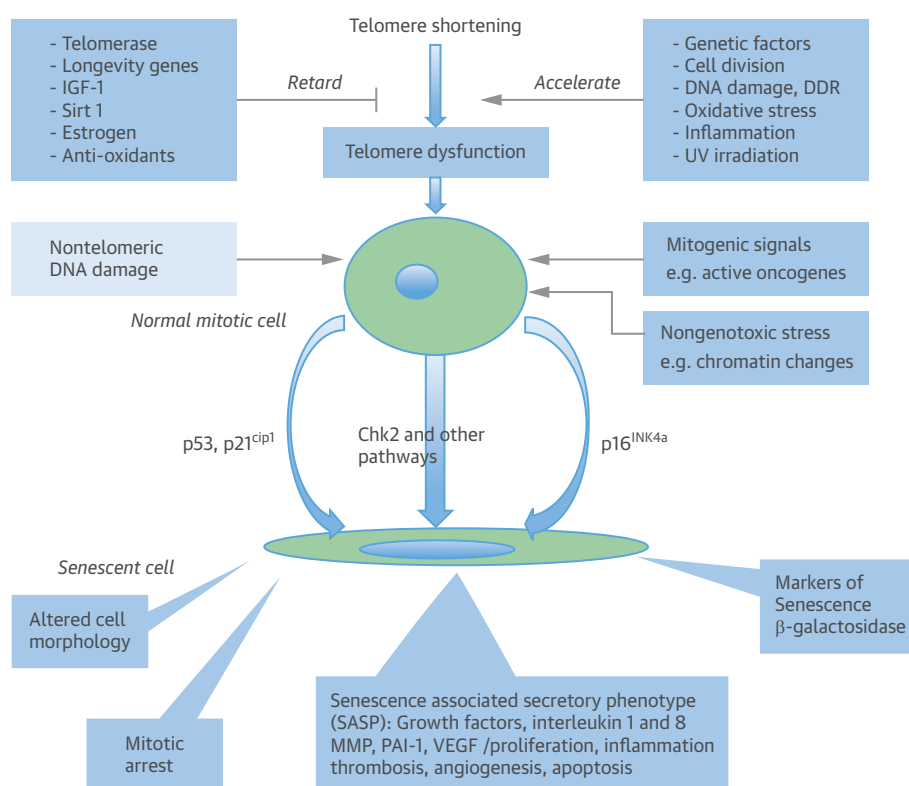 Telomere shortening
- Telomerase
- Longevity genes
- IGF-1
- Sirt 1
- Estrogen
- Anti-oxidants
Retard
Accelerate
- Genetic factors
- Cell division
- DNA damage, DDR
- Oxidative stress
- Inflammation
- UV irradiation
Telomere dysfunction
Nontelomeric
DNA damage
Mitogenic signals
e.g. active oncogenes
Normal mitotic cell
Nongenotoxic stress
e.g. chromatin changes
p53, p21cip1
Chk2 and other
pathways
p16INK4a
Senescent cell
Altered cell
morphology
Mitotic
arrest
Senescence associated secretory phenotype
(SASP): Growth factors, interleukin 1 and 8
MMP, PAI-1, VEGF /proliferation, inflammation
thrombosis, angiogenesis, apoptosis
Markers of
Senescence
β-galactosidase